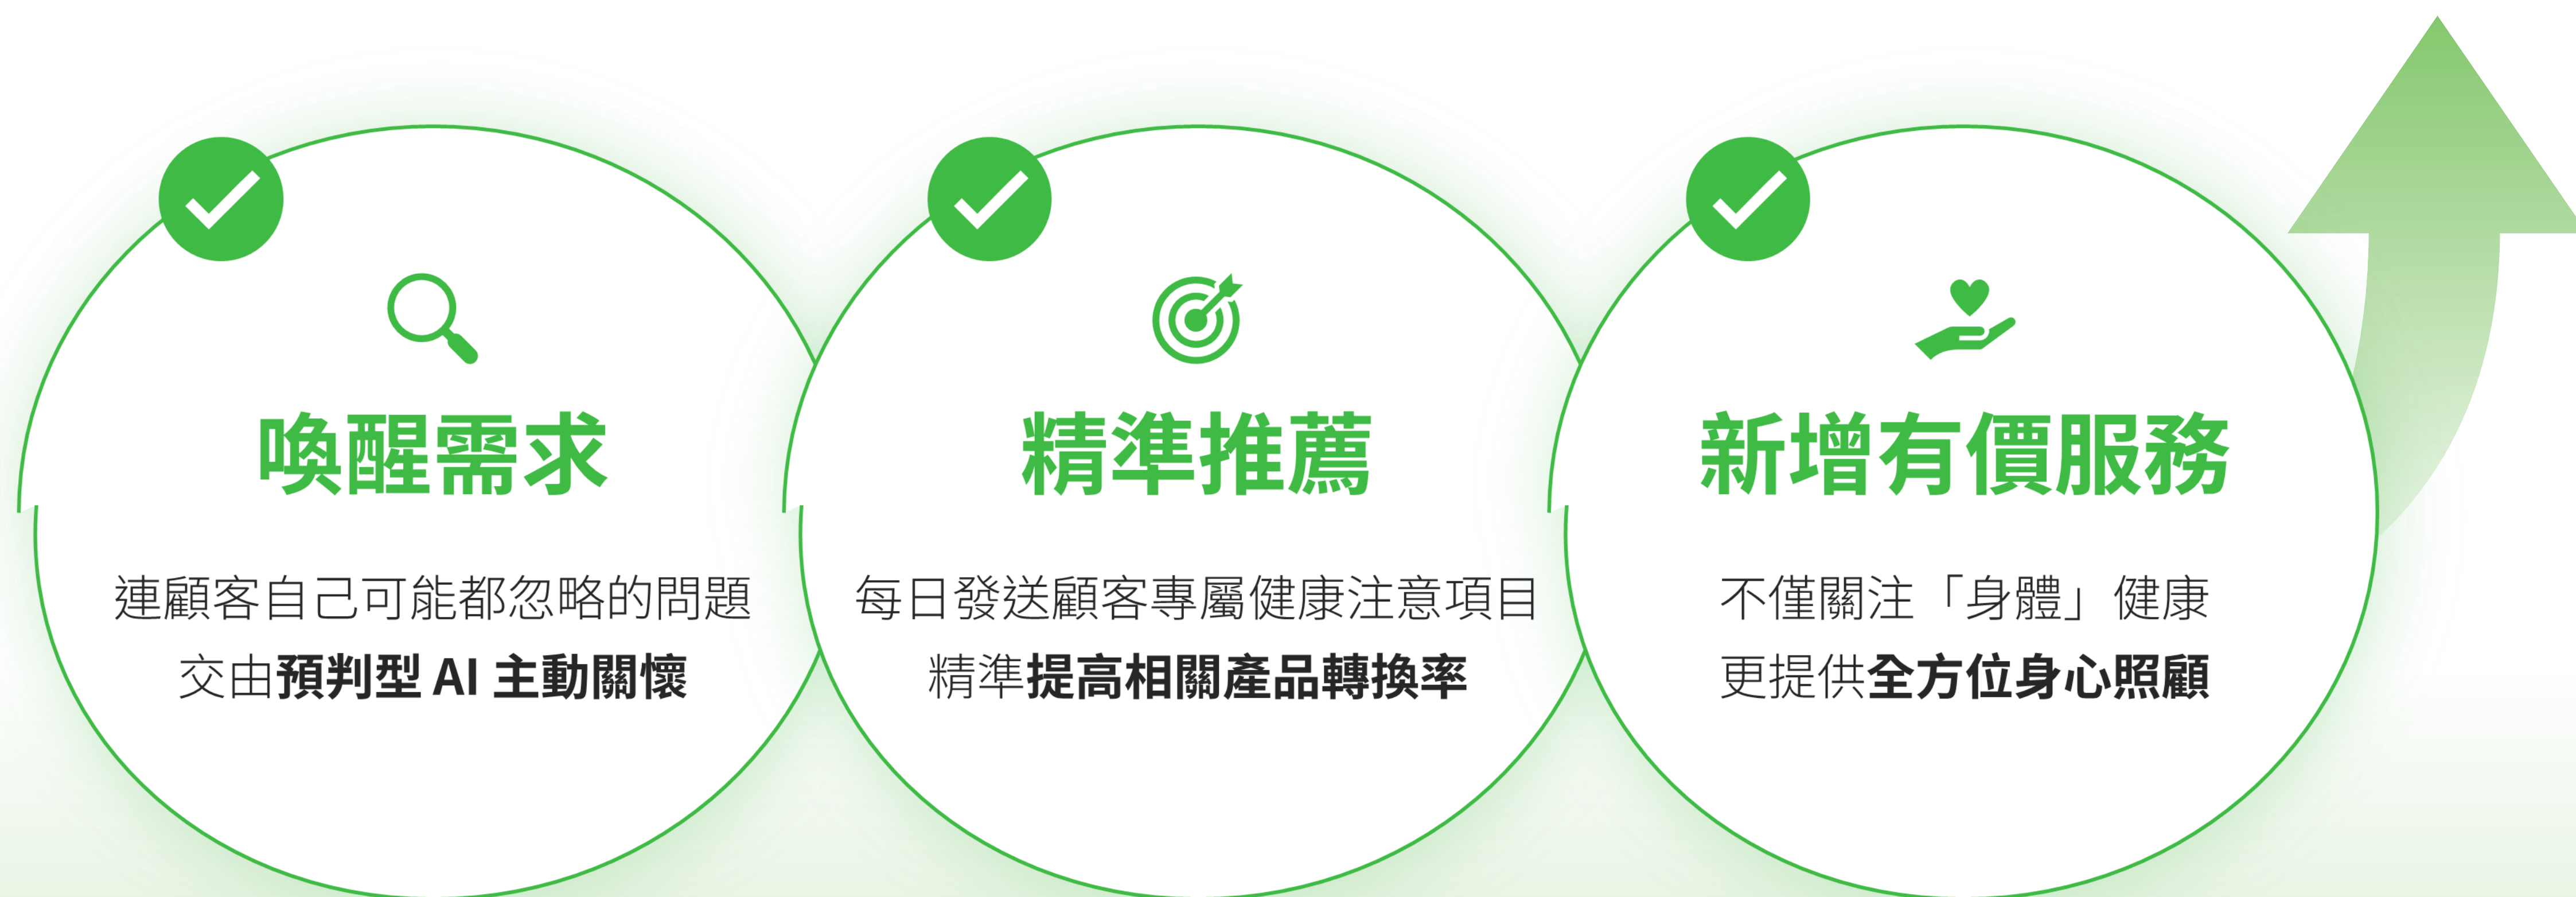 喚醒需求
連顧客自己可能都忽略的問題
交由預判型 AI 主動關懷
精準推薦
每日發送顧客專屬健康注意項目
精準提高相關產品轉換率
新增有價服務
不僅關注「身體」健康
更提供全方位身心照顧